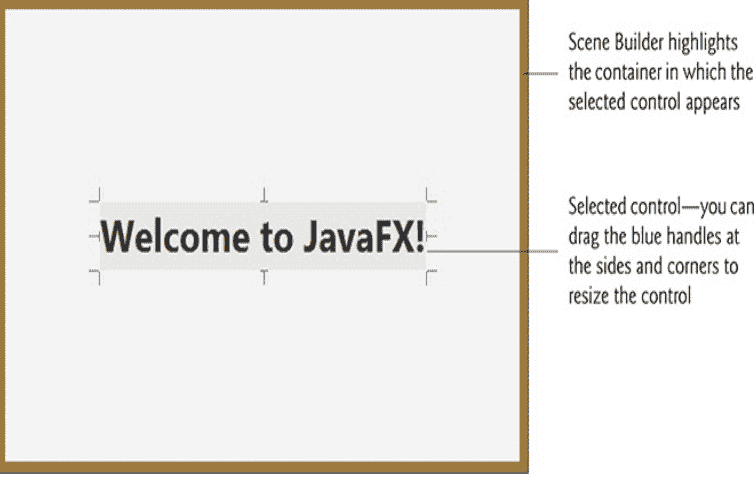 Scene Builder highlights
the container in which the
selected control appears
Welcome to JavaFX!
Selected control—you can
drag the blue handles at
the sides and corners to
resize the control